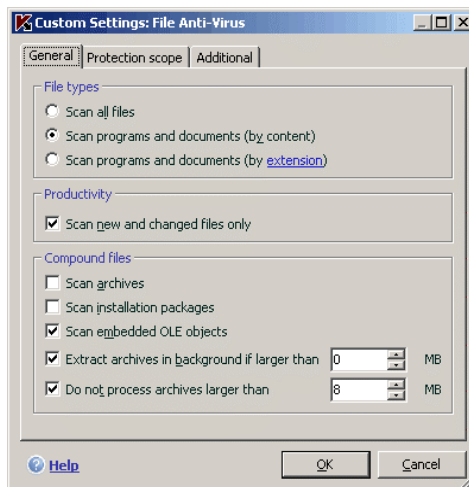 Custom Settings: File Anti-Virus
General Protection scope Additional
File types
Scan all files
Scan programs and documents (by content)
Scan programs and documents (by extension)
Productivity
Scan new and changed files only
Compound files
Scan archives
Scan installation packages
Scan embedded OLE objects
Extract archives in background if larger than 0 MB
Do not process archives larger than 8 MB
Help OK Cancel